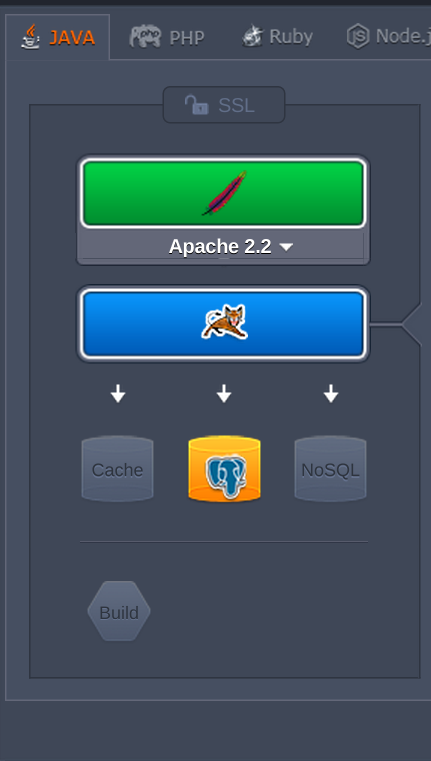 JAVA
PHP
Ruby
Node.j
SSL
Apache 2.2
Cache
NoSQL
Build